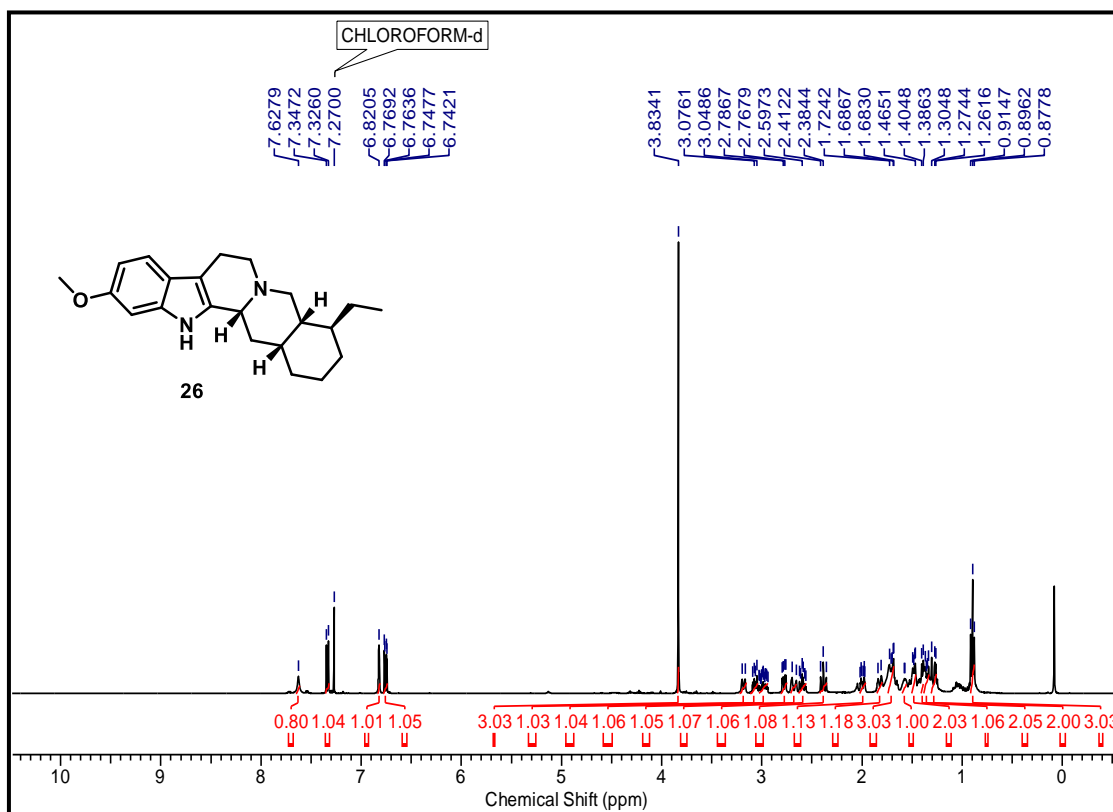 CHLOROFORM-d
7.6279 7.3472 7.3260 7.2700 6.8205 6.7692 6.7636 6.7477 6.7421 3.8341 3.0761 3.0486 2.7867 2.7679 2.5973 2.4122 2.3844 1.7242 1.6867 1.6830 1.4651 1.4048 1.3863 1.3048 1.2744 1.2616 0.9147 0.8962 0.8778
O
N
H
N
H
H
H
26
0.80 1.04 1.01 1.05 3.03 1.03 1.04 1.06 1.05 1.07 1.06 1.08 1.13 1.18 3.03 1.00 2.03 1.06 2.05 2.00 3.03
10 9 8 7 6 5 4 3 2 1 0
Chemical Shift (ppm)